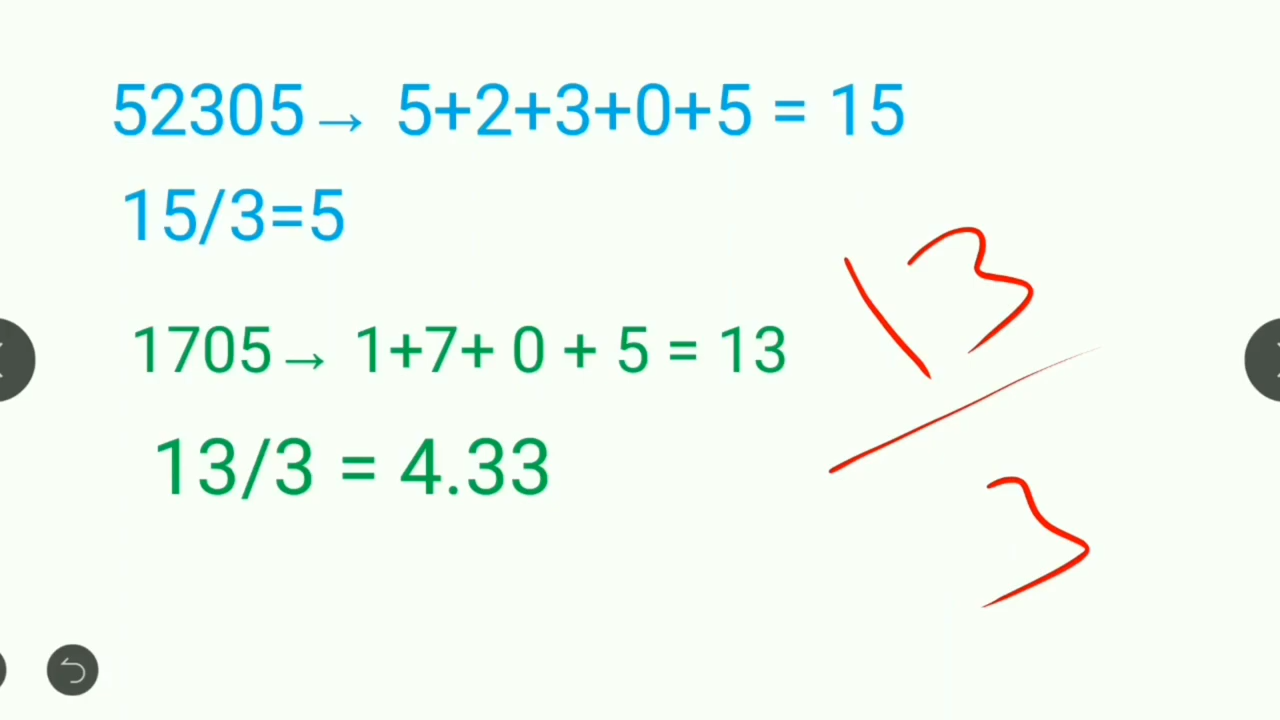 52305→ 5+2+3+0+5 = 15
15/3=5
1705→ 1+7+ 0 + 5 = 13
13/3 = 4.33
13
3